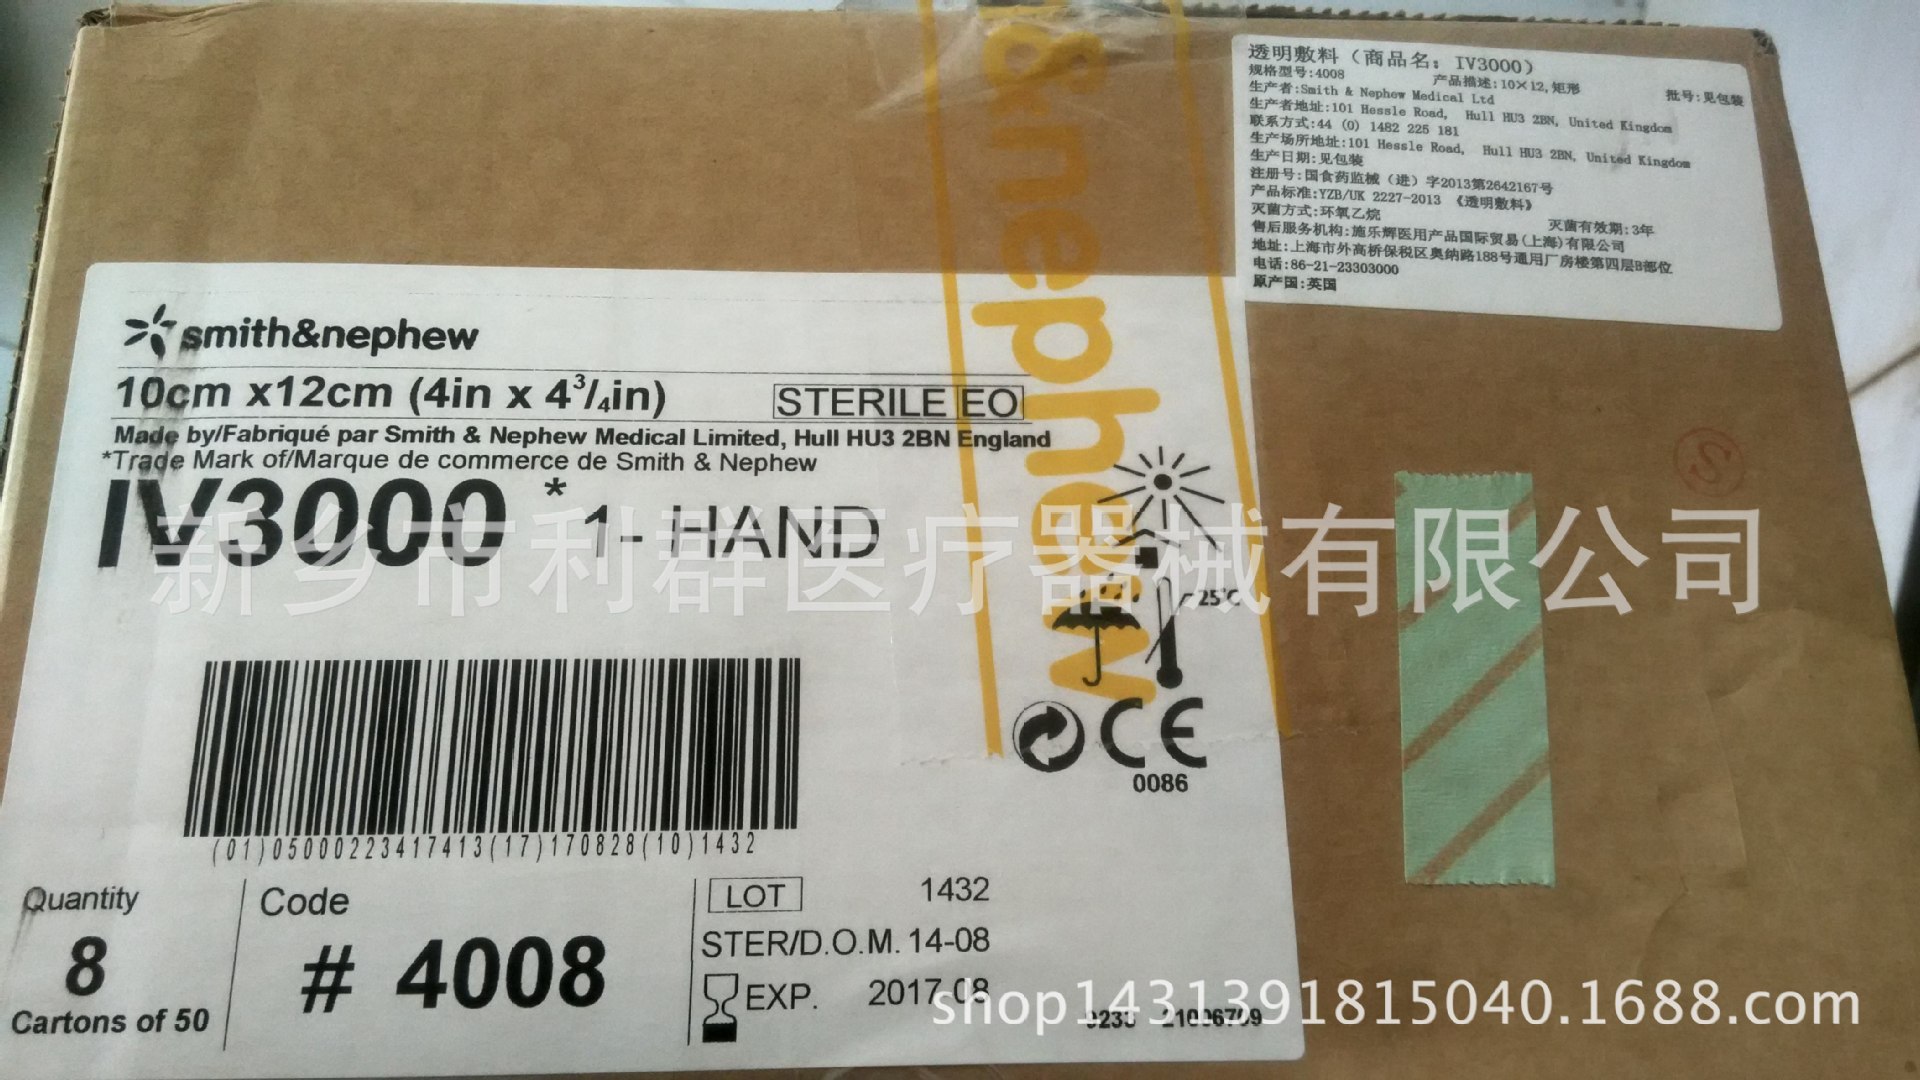 透明敷料（商品名：IV3000）
规格型号:4008 产品描述:10×12,矩形 批号:见包装
生产者:Smith & Nephew Medical Ltd
生产者地址:101 Hessle Road, Hull HU3 2BN, United Kingdom
联系方式:44 (0) 1482 225 181
生产场所地址:101 Hessle Road, Hull HU3 2BN, United Kingdom
生产日期:见包装
注册号:国食药监械（进）字2013第2642167号
产品标准:YZB/UK 2227-2013 《透明敷料》
灭菌方式:环氧乙烷 灭菌有效期:3年
售后服务机构:施乐辉医用产品国际贸易(上海)有限公司
地址:上海市外高桥保税区奥纳路188号通用厂房楼第四层B部位
电话:86-21-23303000
原产国:英国
&nephew
smith&nephew
10cm x12cm (4in x 4 3/4in)
STERILE EO
Made by/Fabriqué par Smith & Nephew Medical Limited, Hull HU3 2BN England
*Trade Mark of/Marque de commerce de Smith & Nephew
IV3000 * 1- HAND
新乡市利群医疗器械有限公司
25°C
CE
0086
(01)05000223417413(17)170828(10)1432
Quantity
8
Cartons of 50
Code
# 4008
LOT 1432
STER/D.O.M. 14-08
EXP. 2017-08
shop1431391815040.1688.com
S